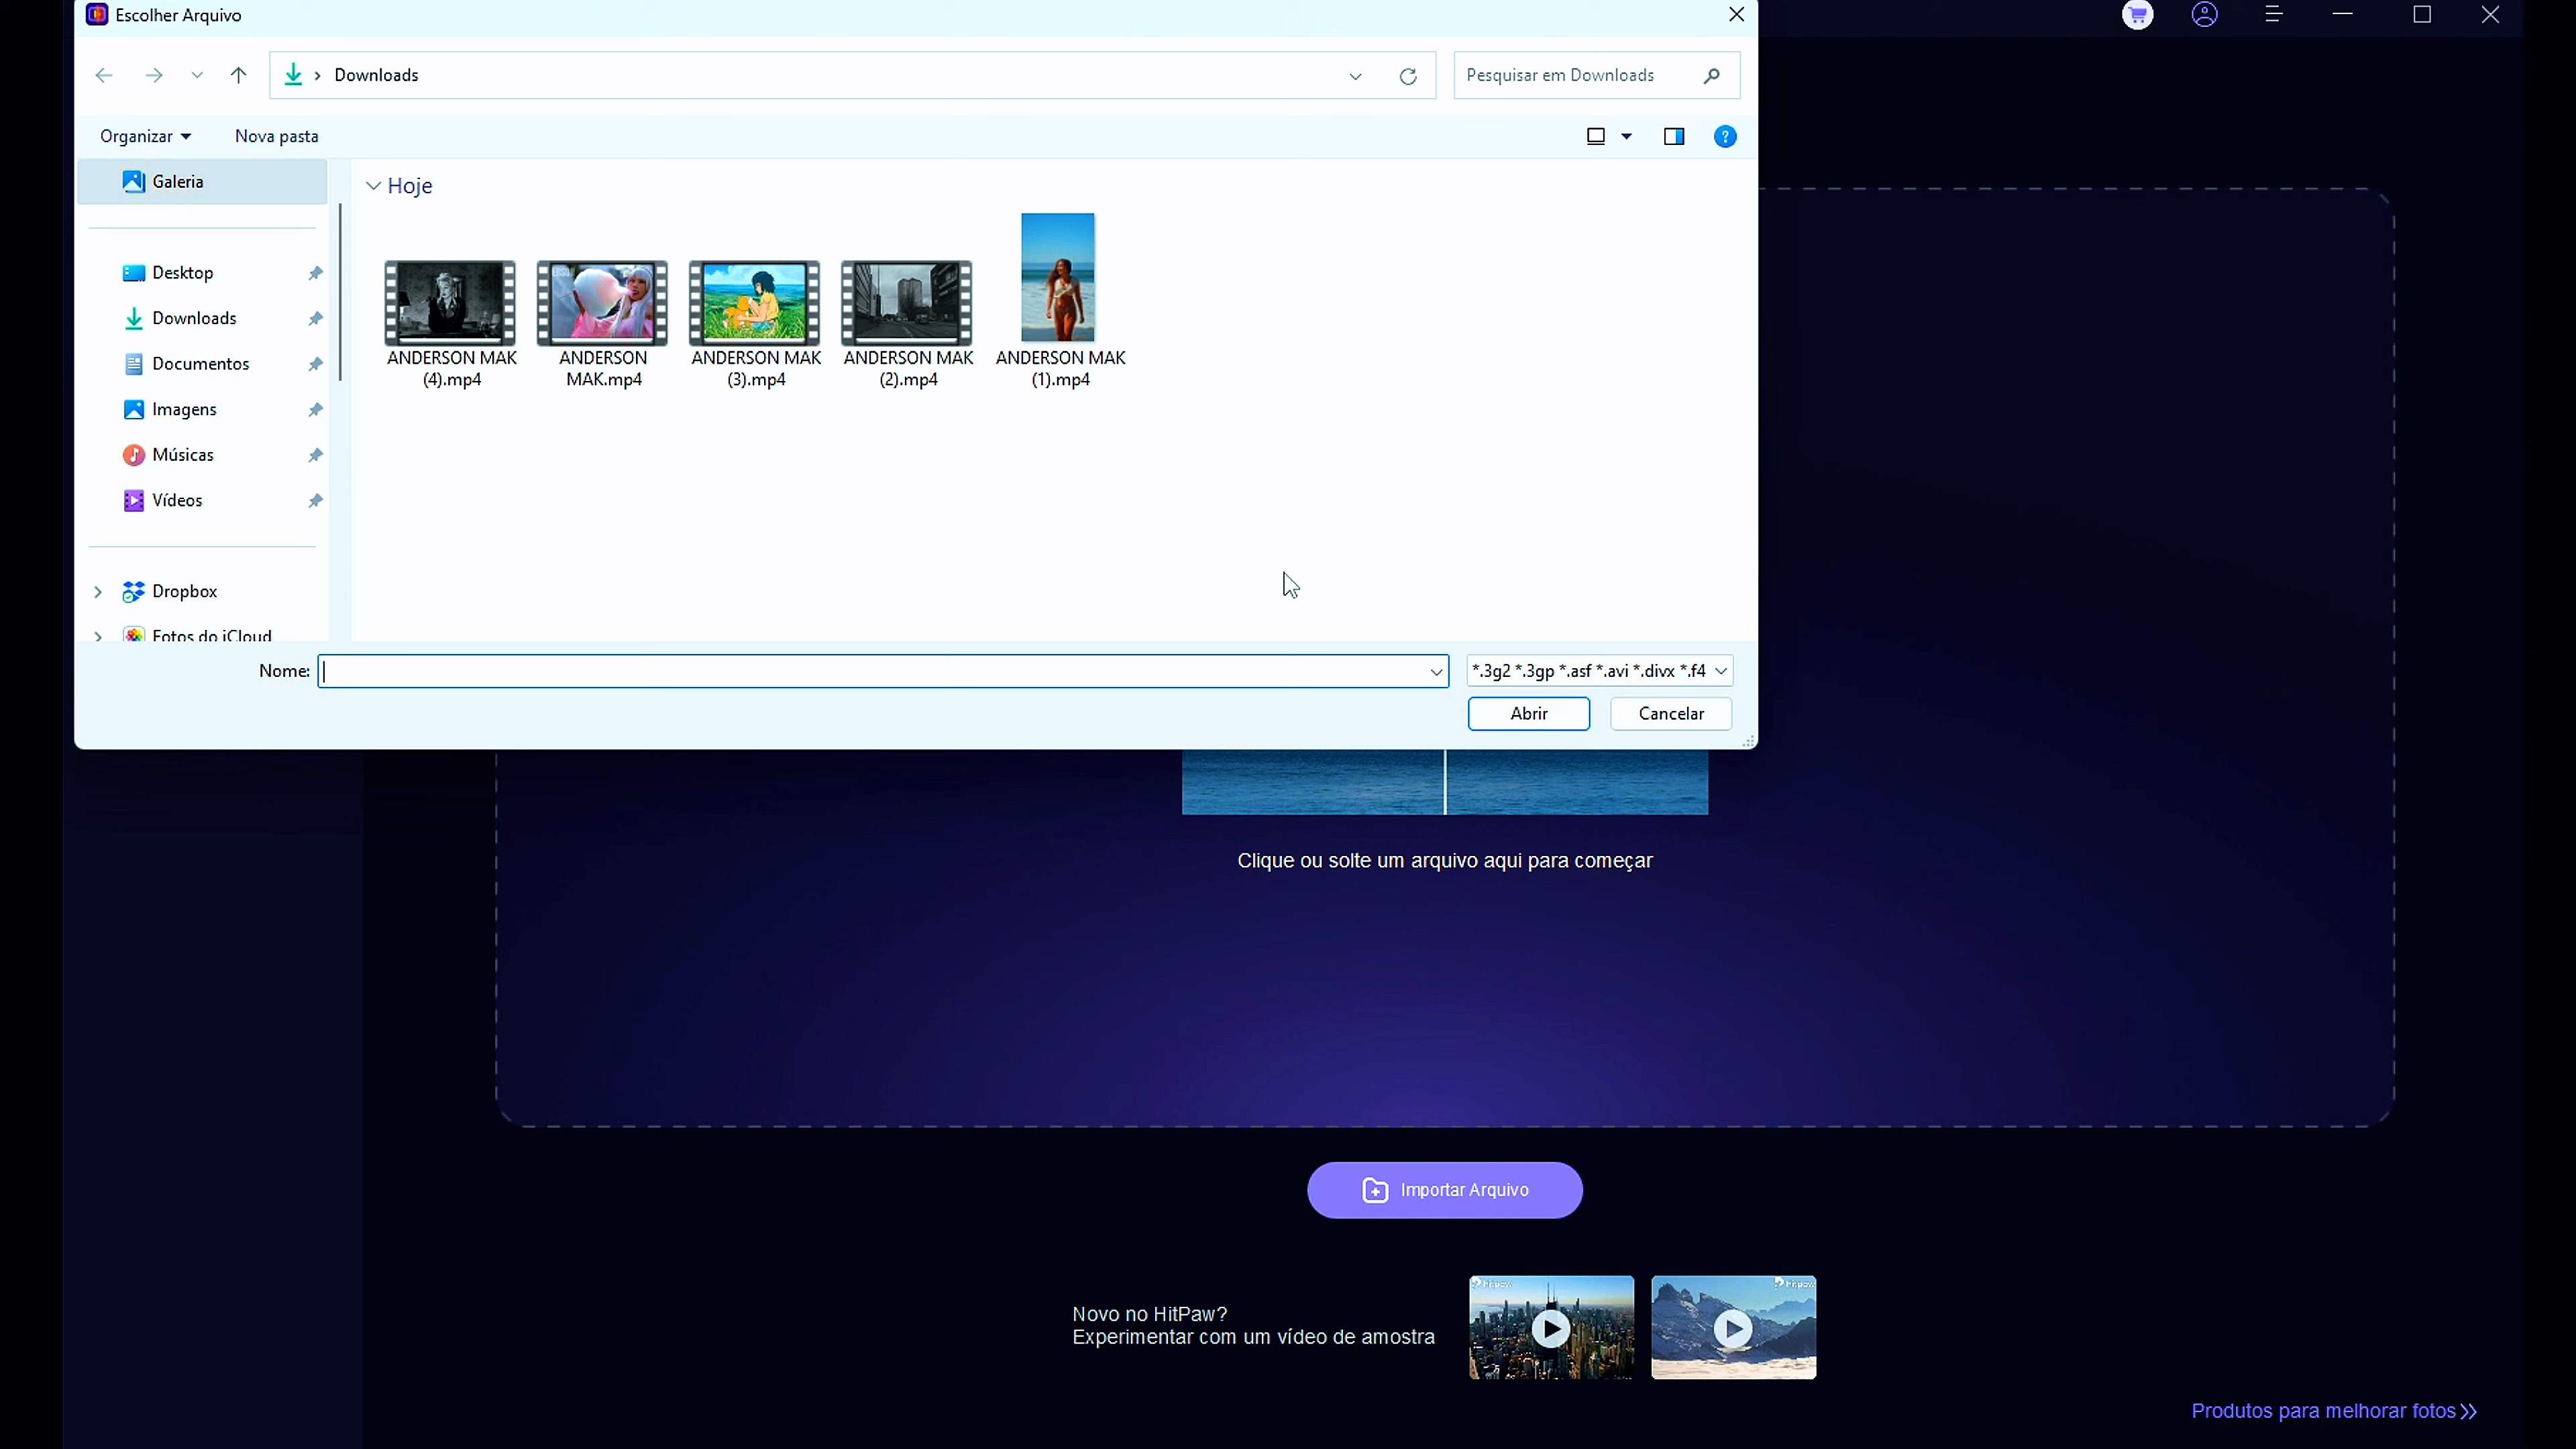 Escolher Arquivo
Downloads
Pesquisar em Downloads
Organizar
Nova pasta
Galeria
Desktop
Downloads
Documentos
Imagens
Músicas
Vídeos
Dropbox
Fotos do iCloud
Hoje
ANDERSON MAK
(4).mp4
ANDERSON
MAK.mp4
ANDERSON MAK
(3).mp4
ANDERSON MAK
(2).mp4
ANDERSON MAK
(1).mp4
Nome:
*.3g2 *.3gp *.asf *.avi *.divx *.f4
Abrir
Cancelar
Clique ou solte um arquivo aqui para começar
Importar Arquivo
Novo no HitPaw?
Experimentar com um vídeo de amostra
HitPaw
HitPaw
Produtos para melhorar fotos